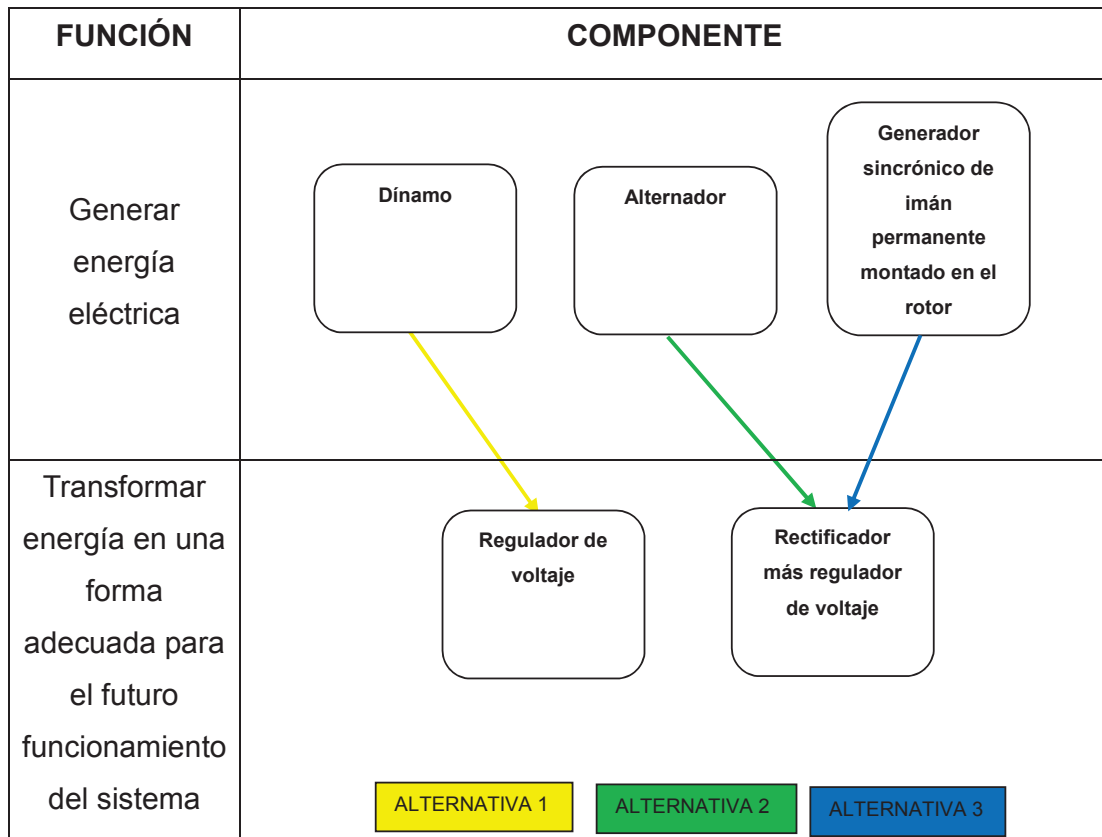 FUNCIÓN
COMPONENTE
Generar
energía
eléctrica
Dínamo
Alternador
Generador
sincrónico de
imán
permanente
montado en el
rotor
Transformar
energía en una
forma
adecuada para
el futuro
funcionamiento
del sistema
Regulador de
voltaje
Rectificador
más regulador
de voltaje
ALTERNATIVA 1
ALTERNATIVA 2
ALTERNATIVA 3